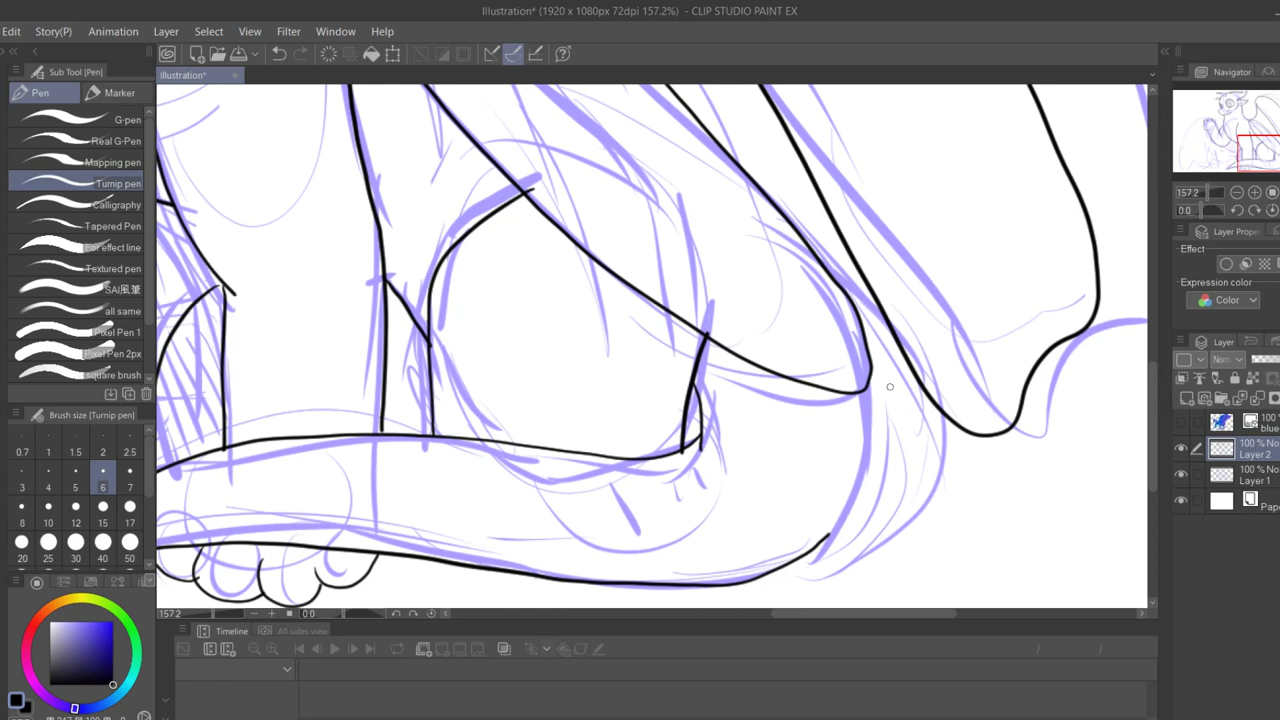 Illustration* (1920 x 1080px 72dpi 157.2%) - CLIP STUDIO PAINT EX
Edit Story(P) Animation Layer Select View Filter Window Help
Sub Tool [Pen]
Illustration*
Navigator
Pen Marker
G-pen
Real G-Pen
Mapping pen
Turnip pen
Calligraphy
Tapered Pen
For effect line
Textured pen
SAI風筆
all same
Pixel Pen 1
Pixel Pen 2px
square brush
Brush size [Turnip pen]
0.7 1 1.5 2 2.5
3 4 5 6 7
8 10 12 15 17
20 25 30 40 50
157.2
0.0
Layer Prope
Effect
Expression color
Color
Layer
Norm
100 %
blue
100 % No
Layer 2
100 % No
Layer 1
Pape
157.2 0.0
Timeline All sides view